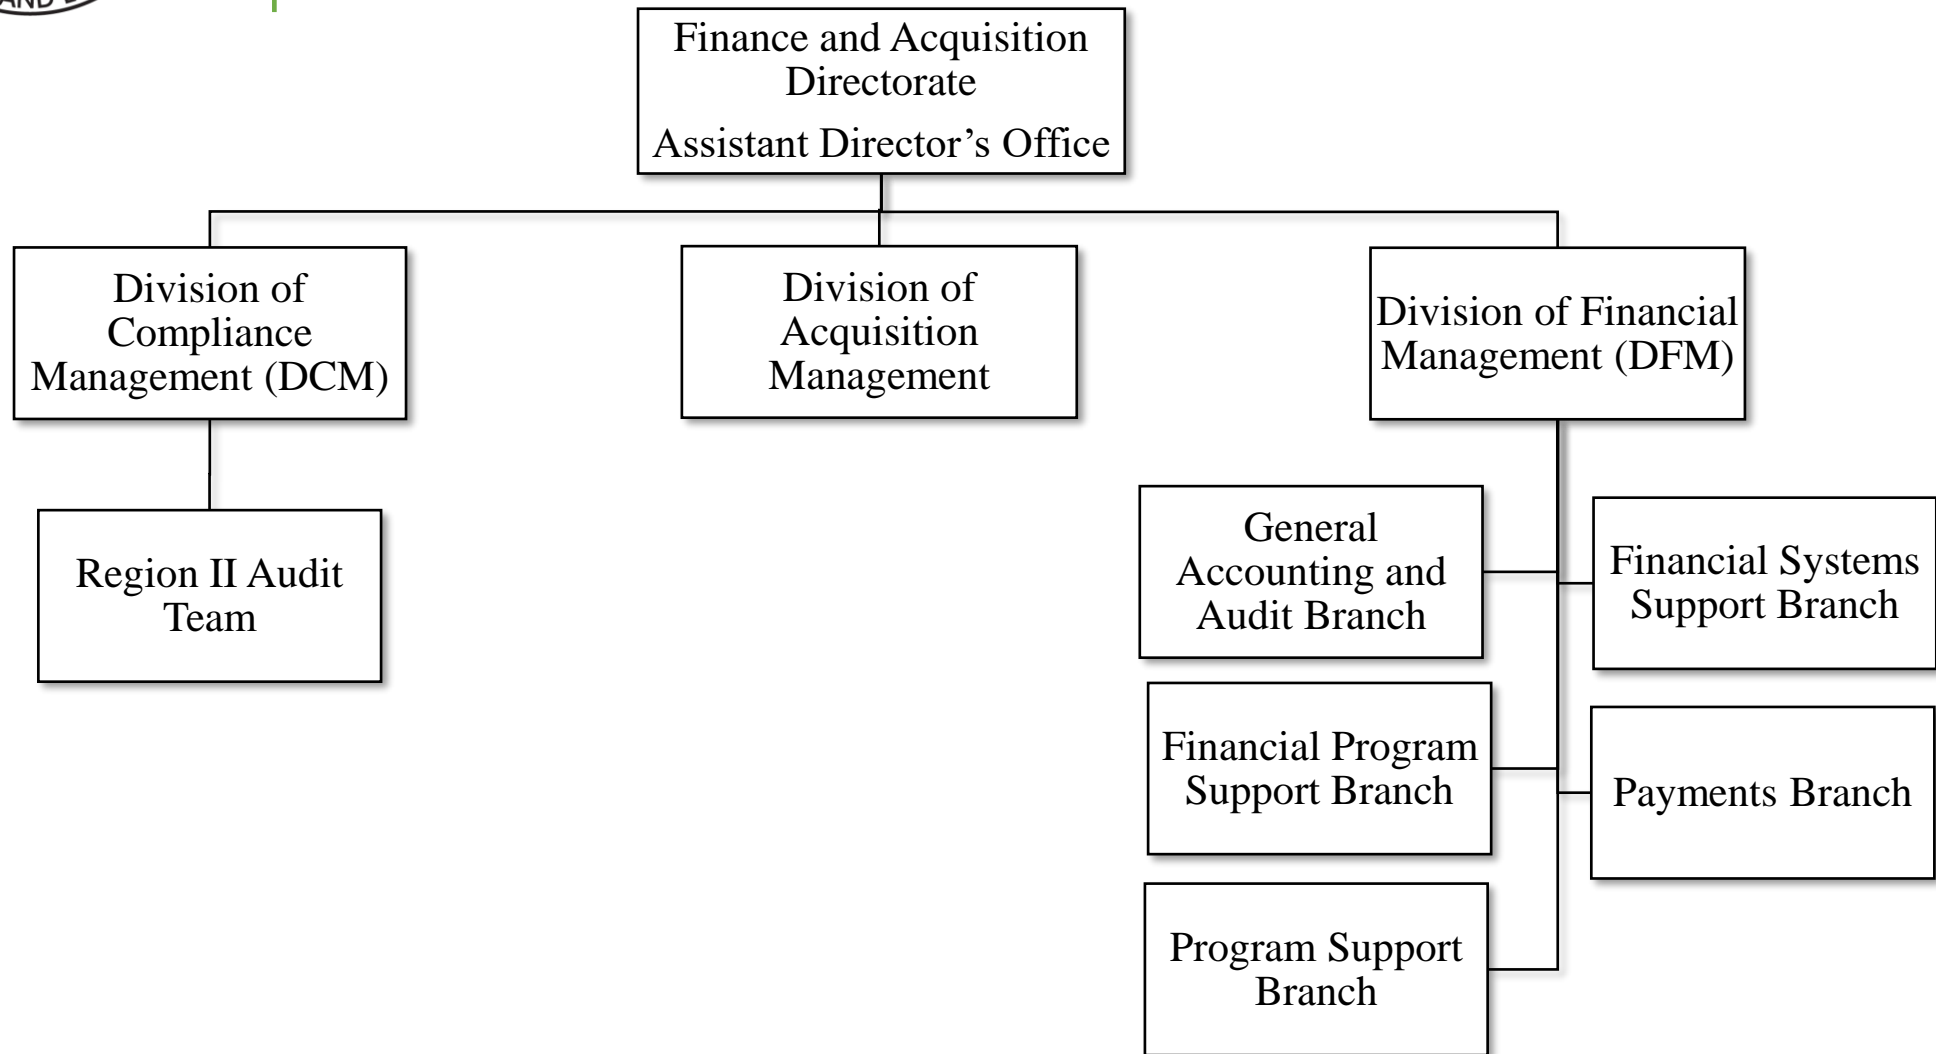 AND
Finance and Acquisition
Directorate
Assistant Director’s Office
Division of
Compliance
Management (DCM)
Division of
Acquisition
Management
Division of Financial
Management (DFM)
Region II Audit
Team
General
Accounting and
Audit Branch
Financial Systems
Support Branch
Financial Program
Support Branch
Payments Branch
Program Support
Branch